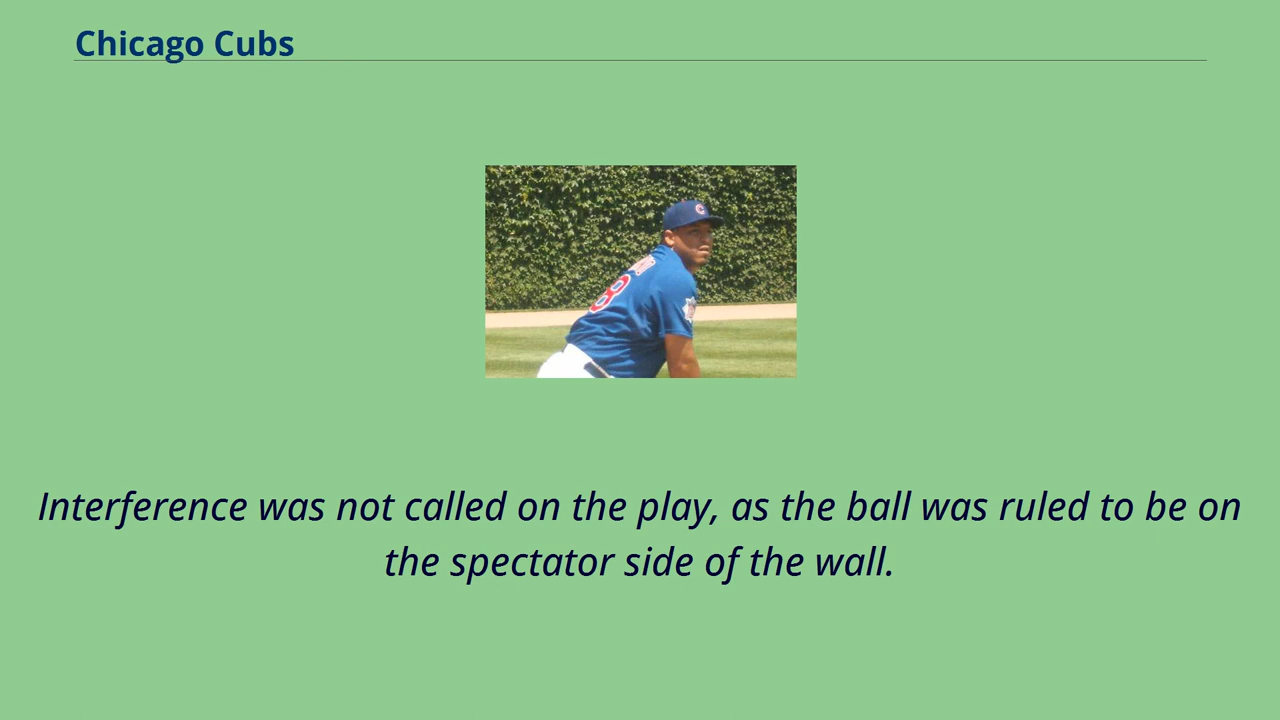 Chicago Cubs
8
Interference was not called on the play, as the ball was ruled to be on
the spectator side of the wall.